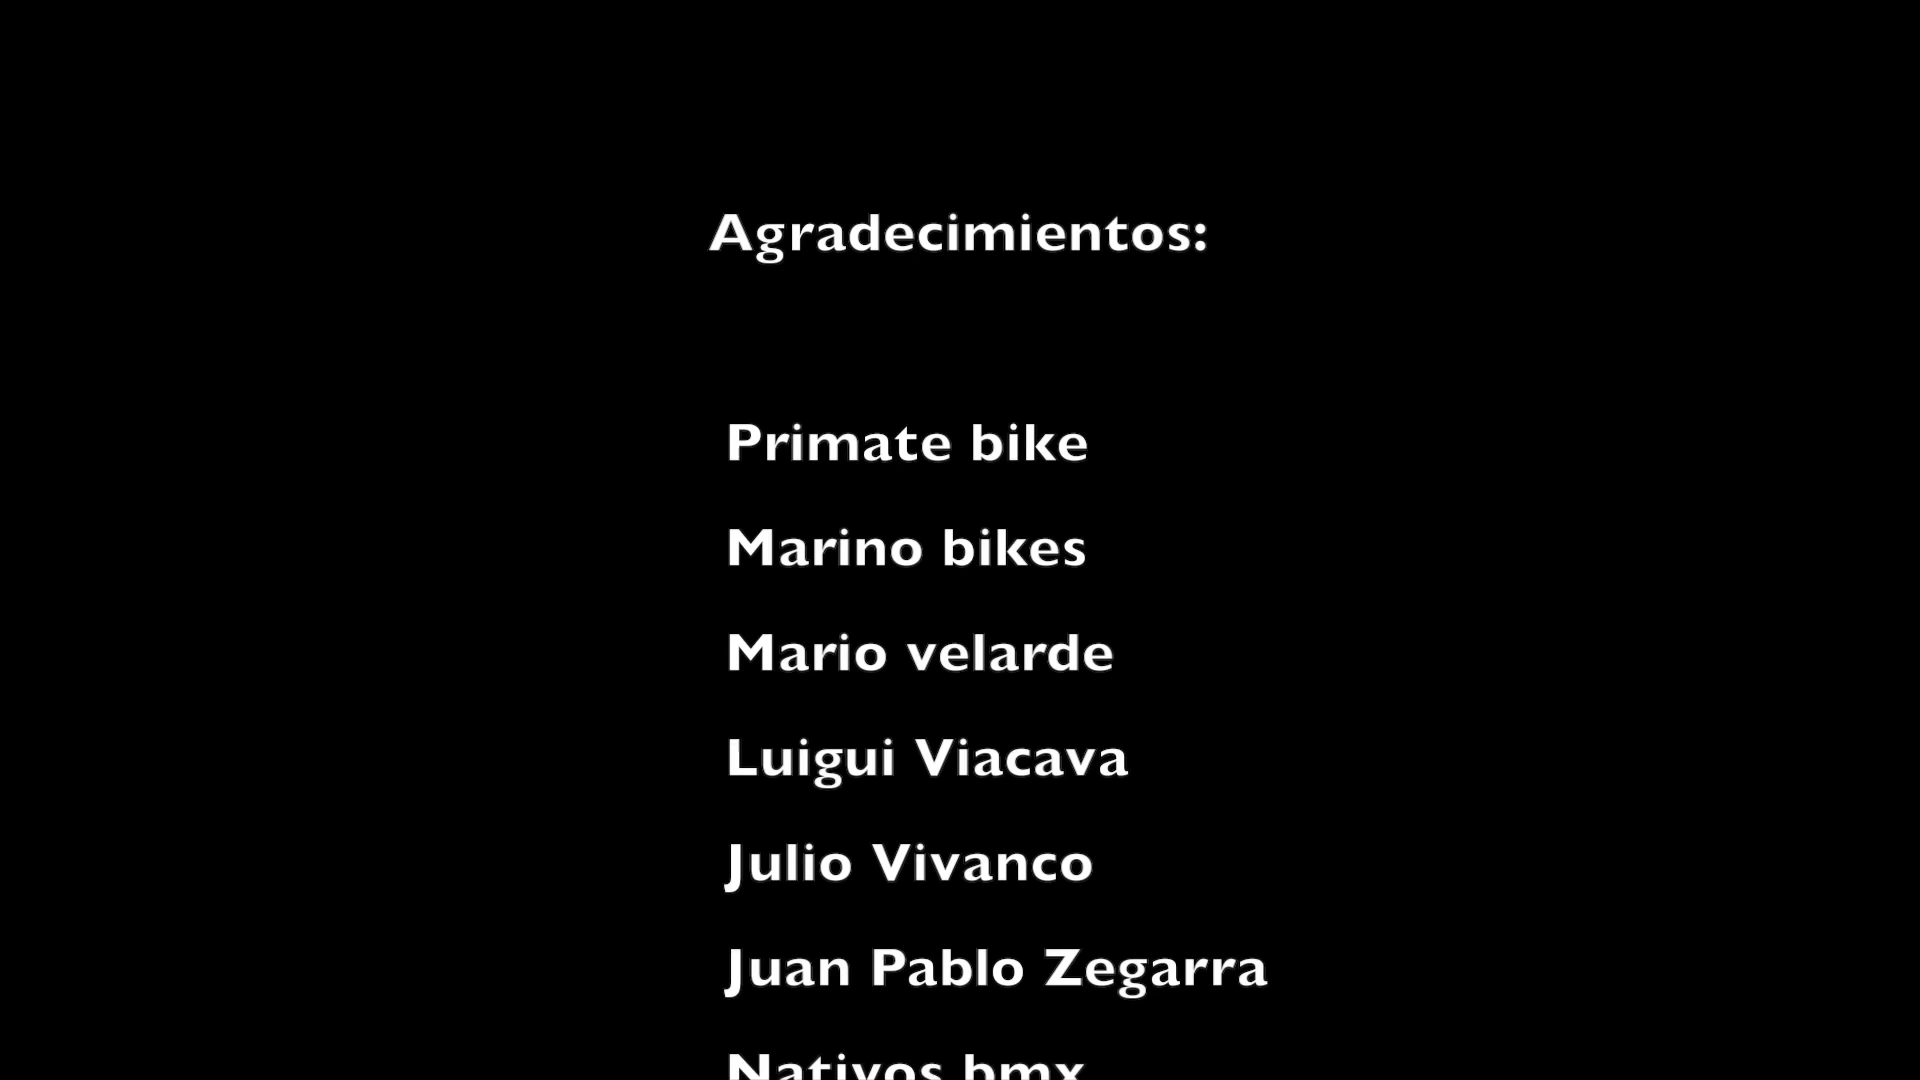 Agradecimientos:
Primate bike
Marino bikes
Mario velarde
Luigui Viacava
Julio Vivanco
Juan Pablo Zegarra
Nativos bmx